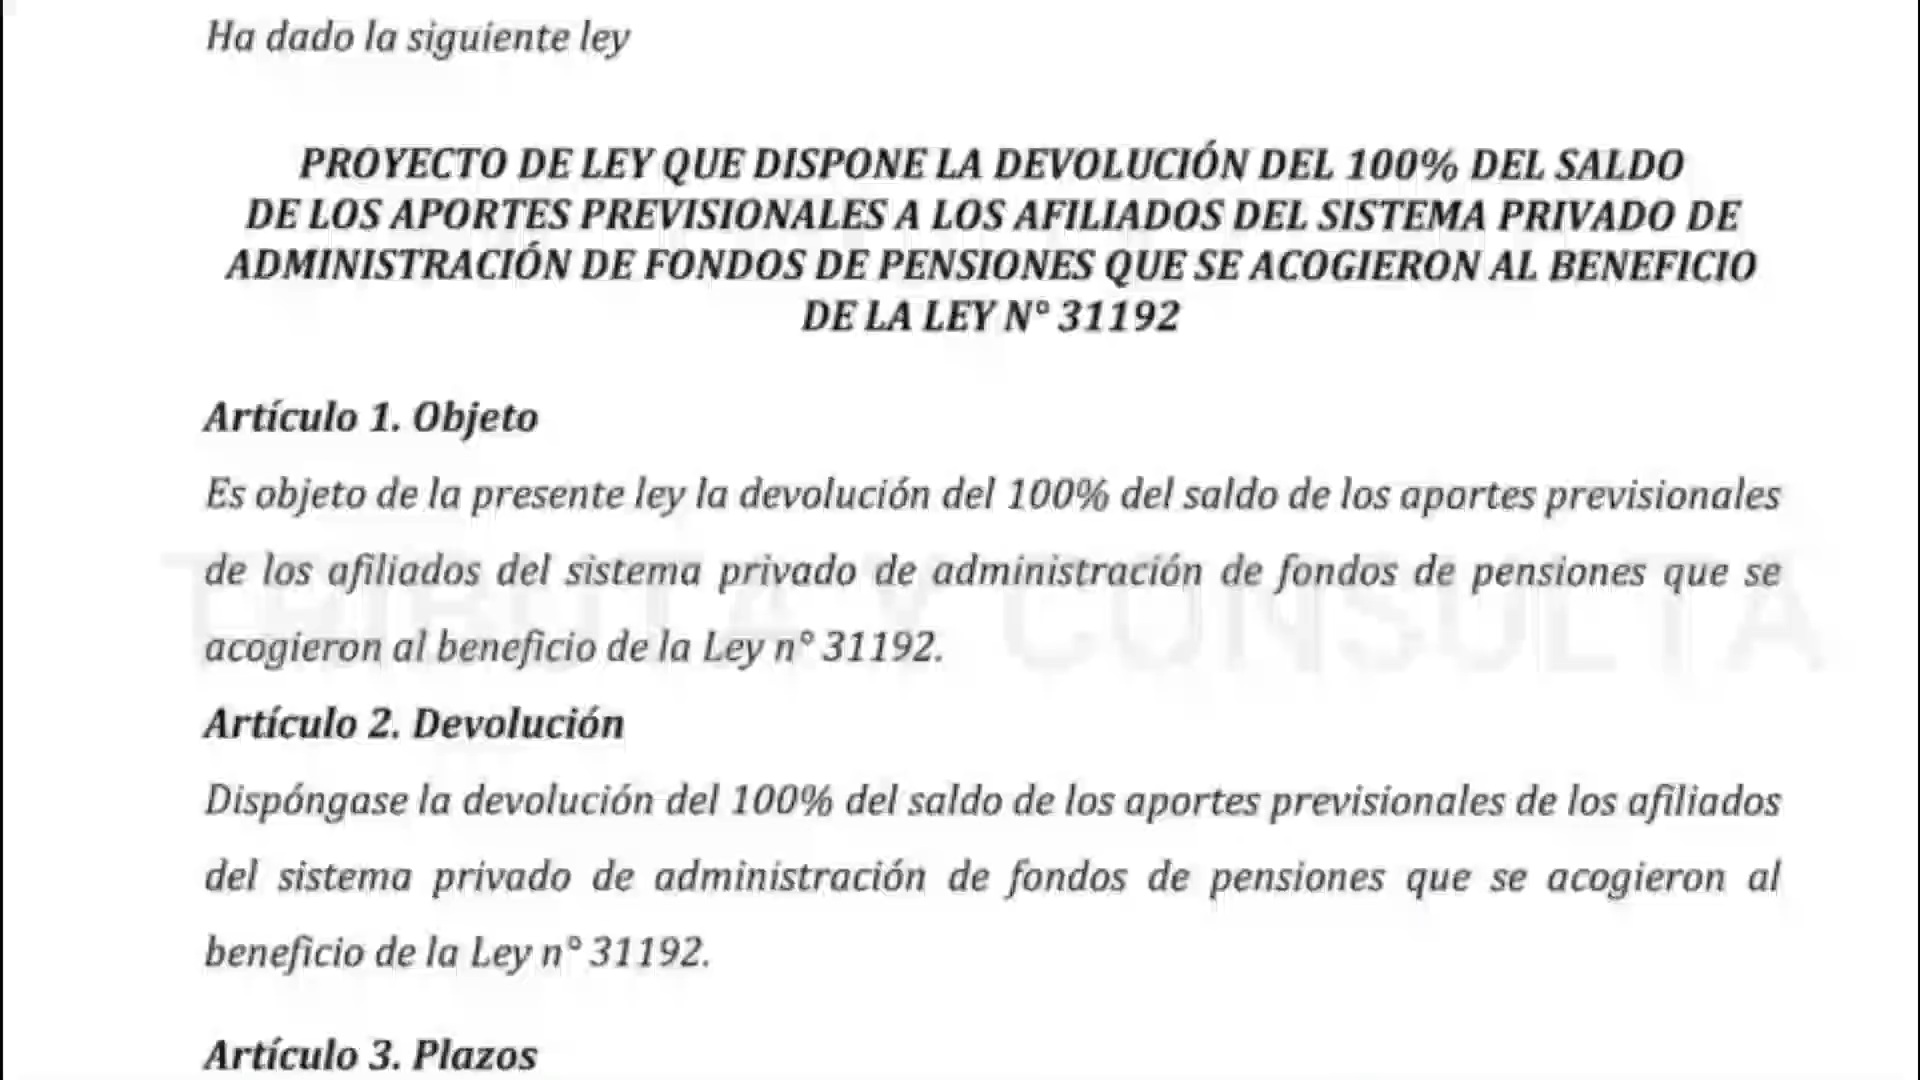 Ha dado la siguiente ley
PROYECTO DE LEY QUE DISPONE LA DEVOLUCIÓN DEL 100% DEL SALDO
DE LOS APORTES PREVISIONALES A LOS AFILIADOS DEL SISTEMA PRIVADO DE
ADMINISTRACIÓN DE FONDOS DE PENSIONES QUE SE ACOGIERON AL BENEFICIO
DE LA LEY N° 31192
Artículo 1. Objeto
Es objeto de la presente ley la devolución del 100% del saldo de los aportes previsionales
de los afiliados del sistema privado de administración de fondos de pensiones que se
TRIBUTA Y CONSULTA
acogieron al beneficio de la Ley n° 31192.
Artículo 2. Devolución
Dispóngase la devolución del 100% del saldo de los aportes previsionales de los afiliados
del sistema privado de administración de fondos de pensiones que se acogieron al
beneficio de la Ley n° 31192.
Artículo 3. Plazos